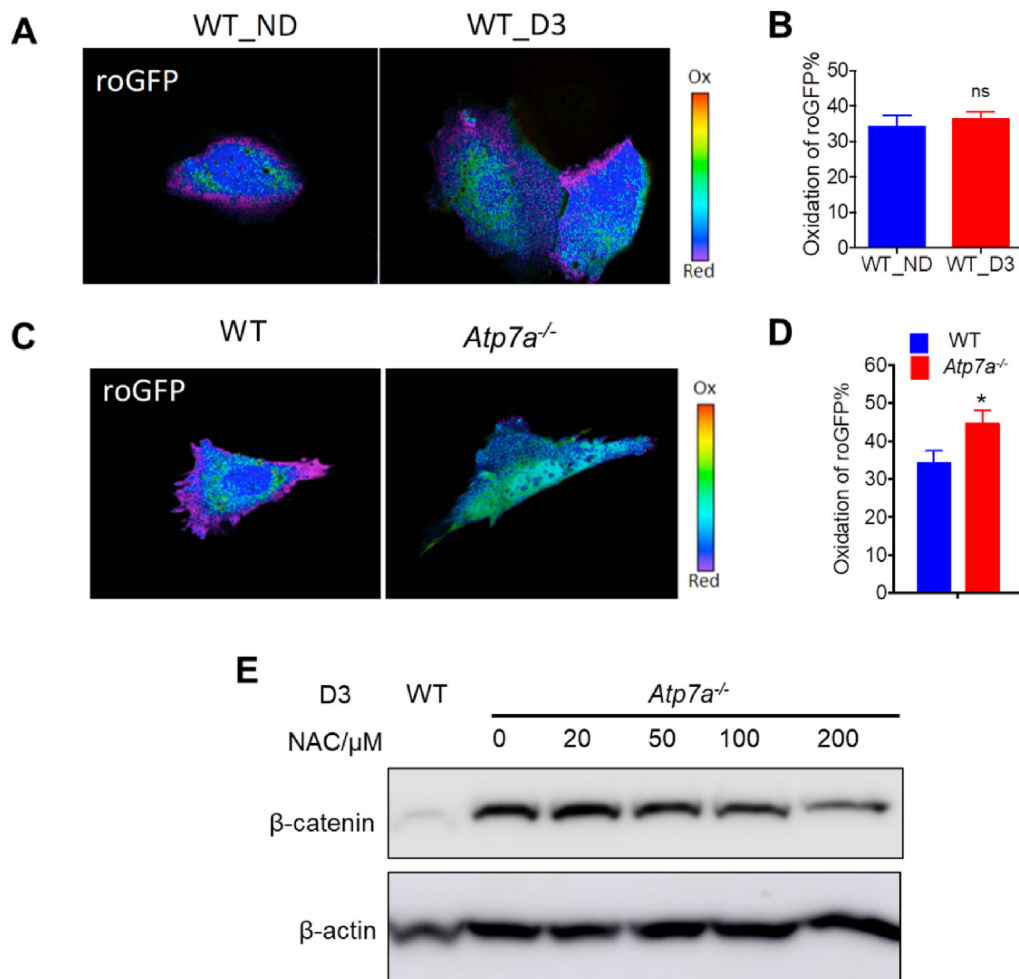 A
WT_ND
WT_D3
roGFP
Ox
Red
B
Oxidation of roGFP%
50
40
30
20
10
0
ns
WT_ND
WT_D3
C
WT
Atp7a-/-
roGFP
Ox
Red
D
WT
Atp7a-/-
Oxidation of roGFP%
60
50
40
30
20
10
0
*
E
D3 WT Atp7a-/-
NAC/μM 0 20 50 100 200
β-catenin
β-actin